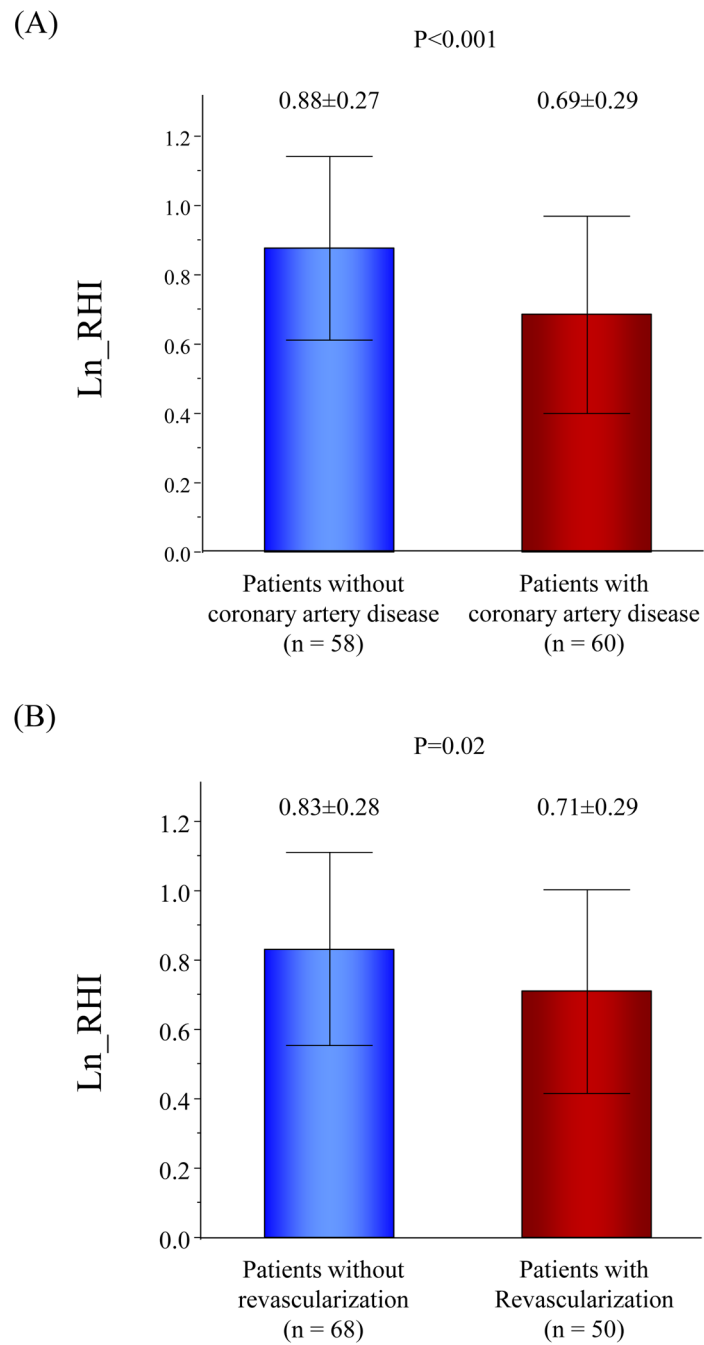 (A)
P<0.001
0.88±0.27 0.69±0.29
1.2
1.0
0.8
0.6
0.4
0.2
0.0
Ln_RHI
Patients without
coronary artery disease
(n = 58)
Patients with
coronary artery disease
(n = 60)
(B)
P=0.02
0.83±0.28 0.71±0.29
1.2
1.0
0.8
0.6
0.4
0.2
0.0
Ln_RHI
Patients without
revascularization
(n = 68)
Patients with
Revascularization
(n = 50)